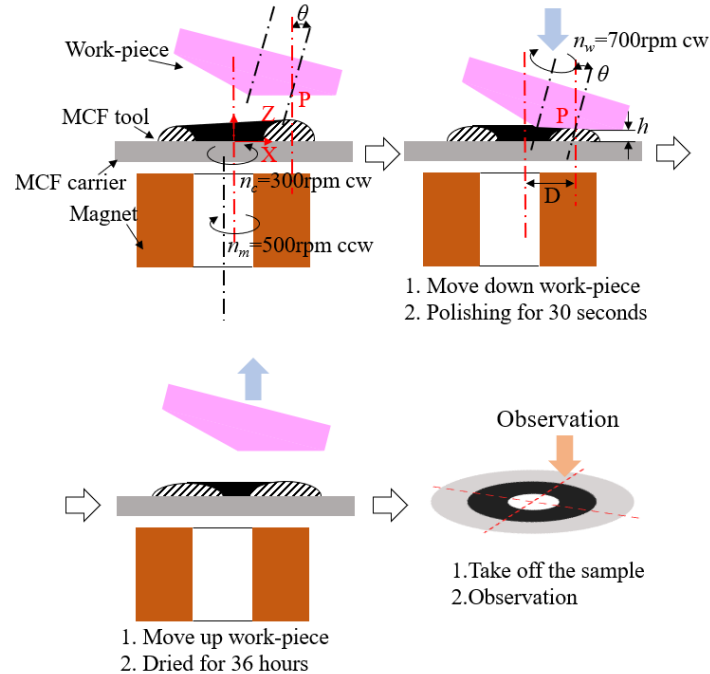 θ
Work-piece
P
MCF tool
Z
X
MCF carrier
n_c=300rpm cw
Magnet
n_m=500rpm ccw
n_w=700rpm cw
θ
P
h
D
1. Move down work-piece
2. Polishing for 30 seconds
1. Move up work-piece
2. Dried for 36 hours
Observation
1.Take off the sample
2.Observation